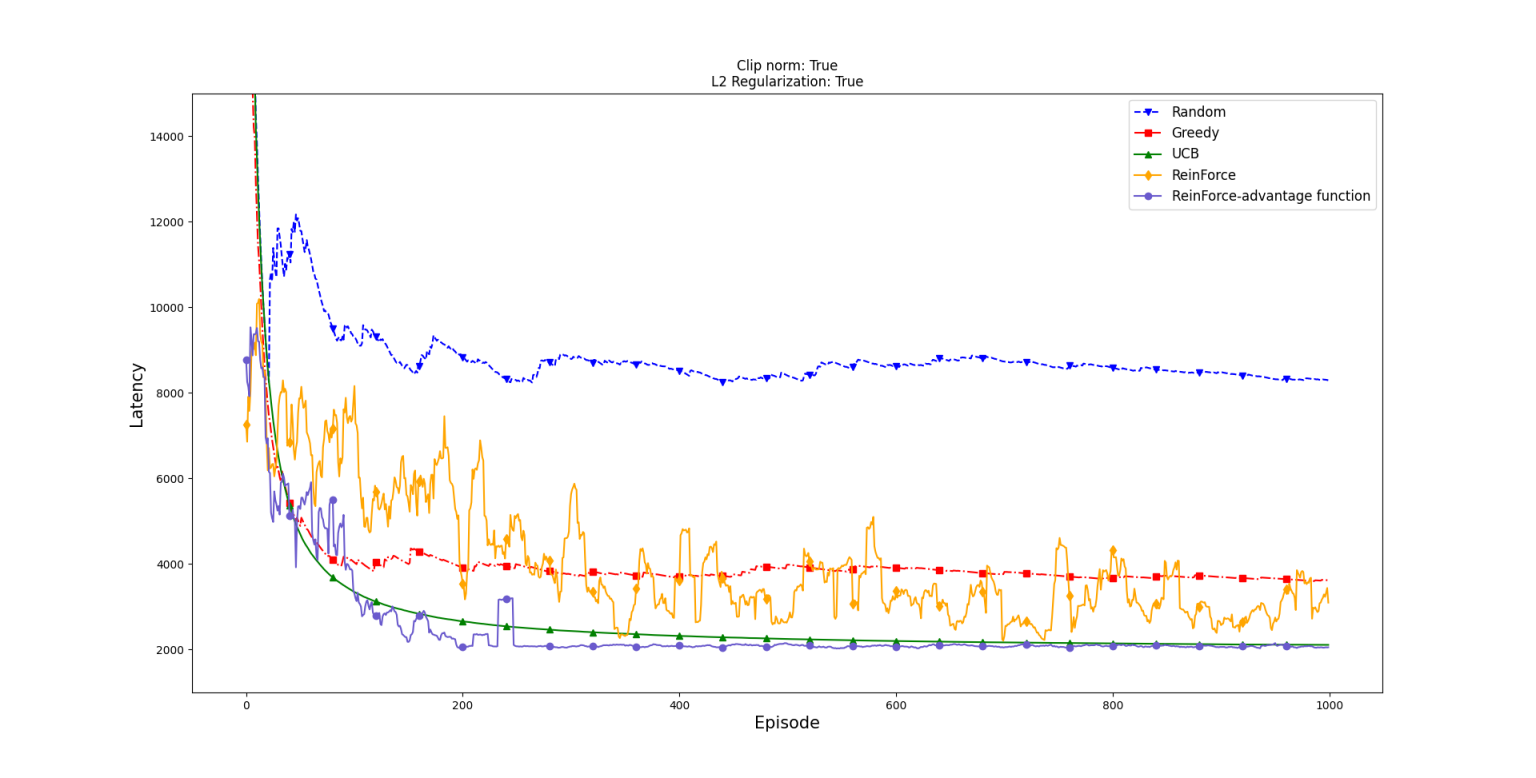 Clip norm: True
L2 Regularization: True
Random
Greedy
UCB
ReinForce
ReinForce-advantage function
14000
12000
10000
8000
6000
4000
2000
Latency
0
200
400
600
800
1000
Episode